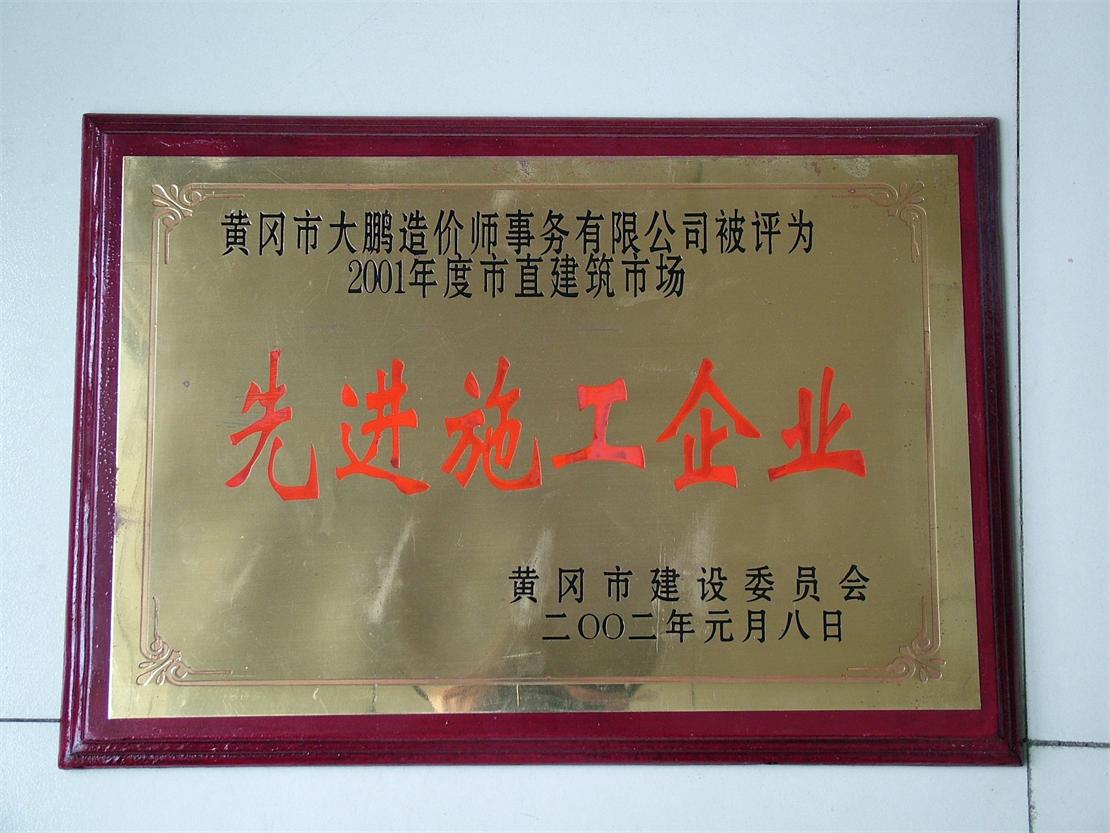 黄冈市大鹏造价师事务有限公司被评为
2001年度市直建筑市场
先进施工企业
黄冈市建设委员会
二OO二年元月八日